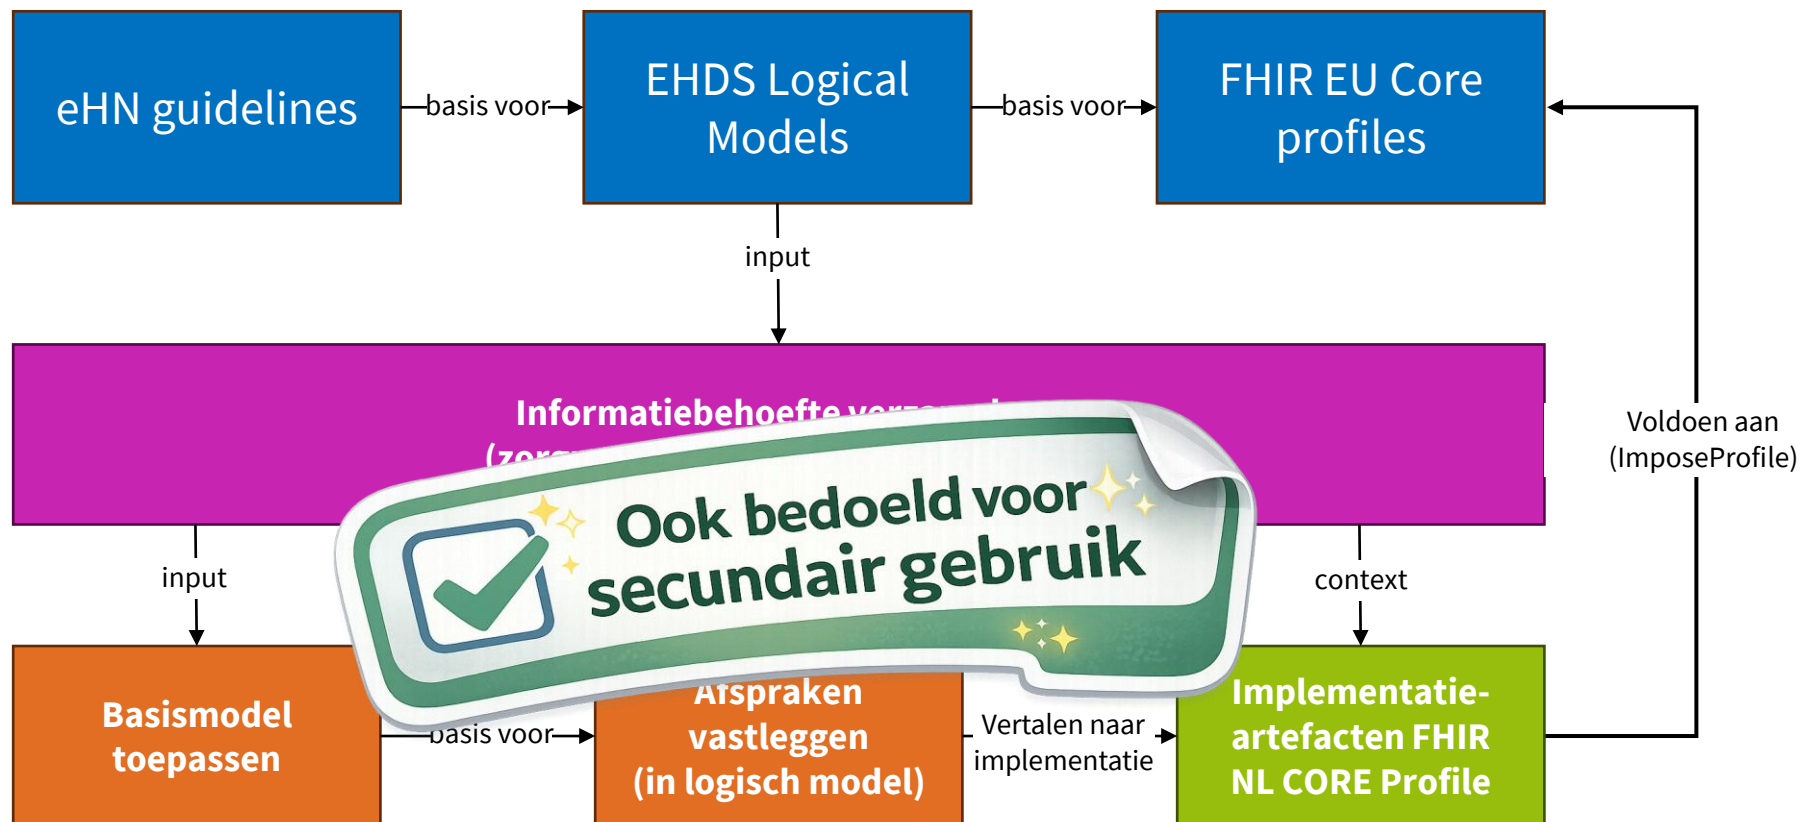 eHN guidelines
basis voor
EHDS Logical
Models
basis voor
FHIR EU Core
profiles
input
Informatiebehoefte
Voldoen aan
(ImposeProfile)
Ook bedoeld voor
secundair gebruik
input
context
Basismodel
toepassen
basis voor
Afspraken
vastleggen
(in logisch model)
Vertalen naar
implementatie
Implementatie-
artefacten FHIR
NL CORE Profile